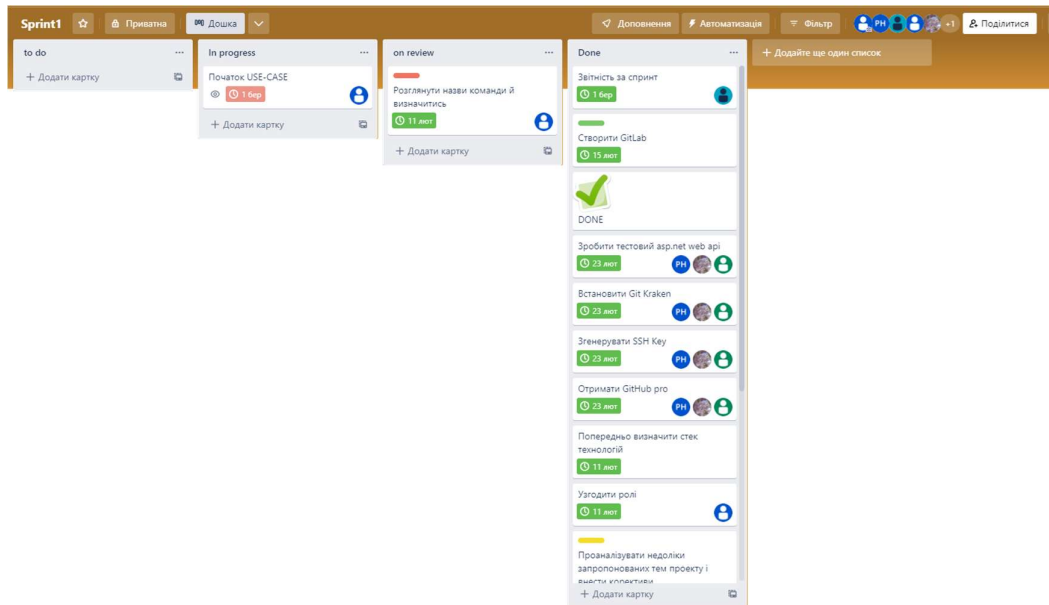 Sprint1
Приватна
Дошка
Доповнення
Автоматизація
Фільтр
PH
+1
Поділитися
to do
...
+ Додати картку
In progress
...
Початок USE-CASE
1 бер
+ Додати картку
on review
...
Розглянути назви команди й
визначитись
11 лют
+ Додати картку
Done
...
Звітність за спринт
1 бер
Створити GitLab
15 лют
DONE
Зробити тестовий asp.net web api
23 лют
PH
Встановити Git Kraken
23 лют
PH
Згенерувати SSH Key
23 лют
PH
Отримати GitHub pro
23 лют
PH
Попередньо визначити стек
технологій
11 лют
Узгодити ролі
11 лют
Проаналізувати недоліки
запропонованих тем проекту і
внести корективи
+ Додати картку
+ Додайте ще один список